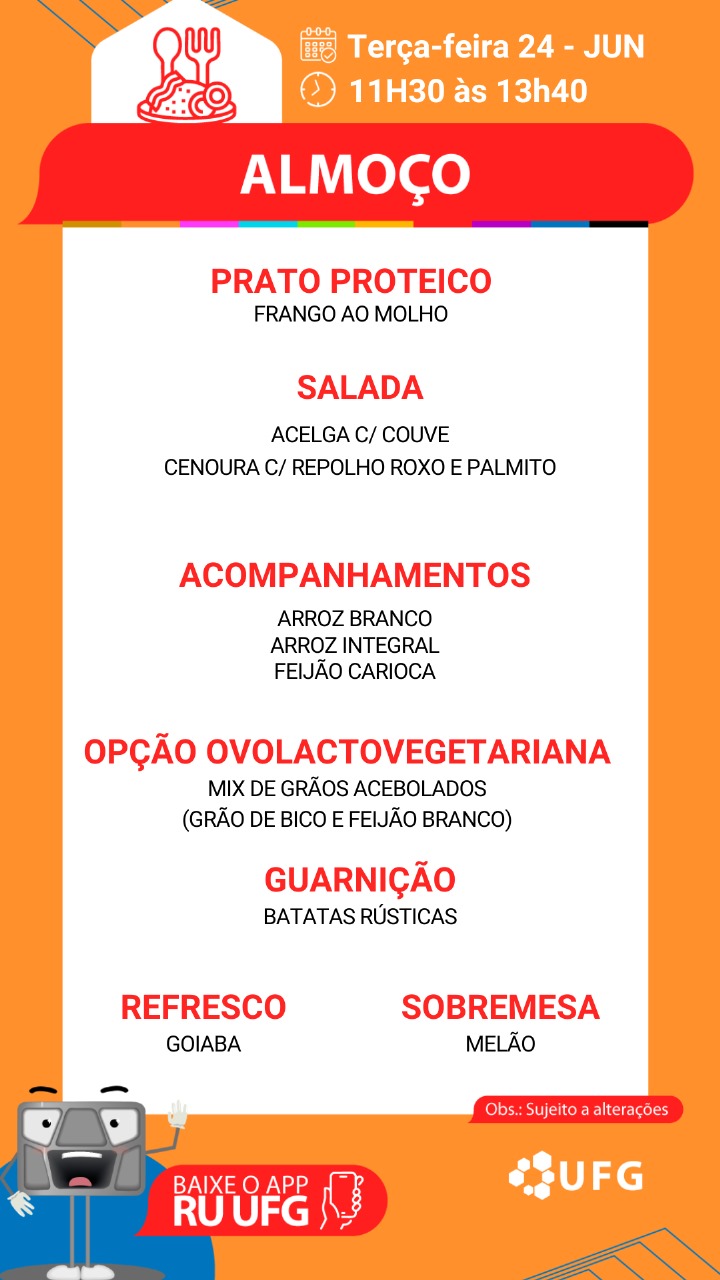 Terça-feira 24 - JUN
11H30 às 13h40
ALMOÇO
PRATO PROTEICO
FRANGO AO MOLHO
SALADA
ACELGA C/ COUVE
CENOURA C/ REPOLHO ROXO E PALMITO
ACOMPANHAMENTOS
ARROZ BRANCO
ARROZ INTEGRAL
FEIJÃO CARIOCA
OPÇÃO OVOLACTOVEGETARIANA
MIX DE GRÃOS ACEBOLADOS
(GRÃO DE BICO E FEIJÃO BRANCO)
GUARNIÇÃO
BATATAS RÚSTICAS
REFRESCO
GOIABA
SOBREMESA
MELÃO
Obs.: Sujeito a alterações
BAIXE O APP
RU UFG
UFG